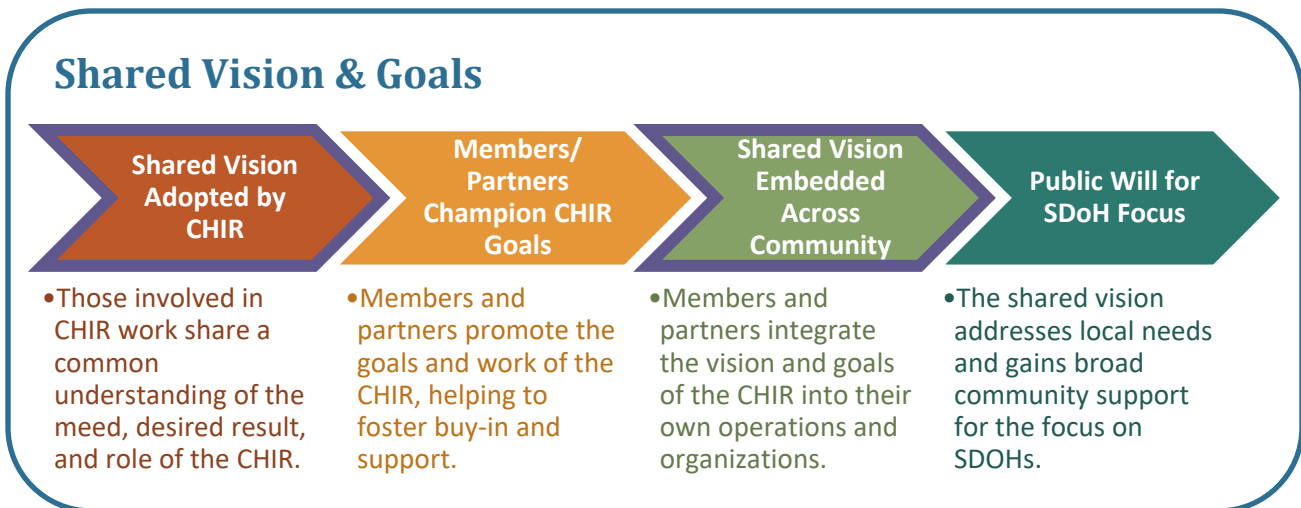 Shared Vision & Goals
Shared Vision
Adopted by
CHIR
Members/
Partners
Champion CHIR
Goals
Shared Vision
Embedded
Across
Community
Public Will for
SDoH Focus
•Those involved in
CHIR work share a
common
understanding of the
meed, desired result,
and role of the CHIR.
•Members and
partners promote the
goals and work of the
CHIR, helping to
foster buy-in and
support.
•Members and
partners integrate
the vision and goals
of the CHIR into their
own operations and
organizations.
•The shared vision
addresses local needs
and gains broad
community support
for the focus on
SDOHs.